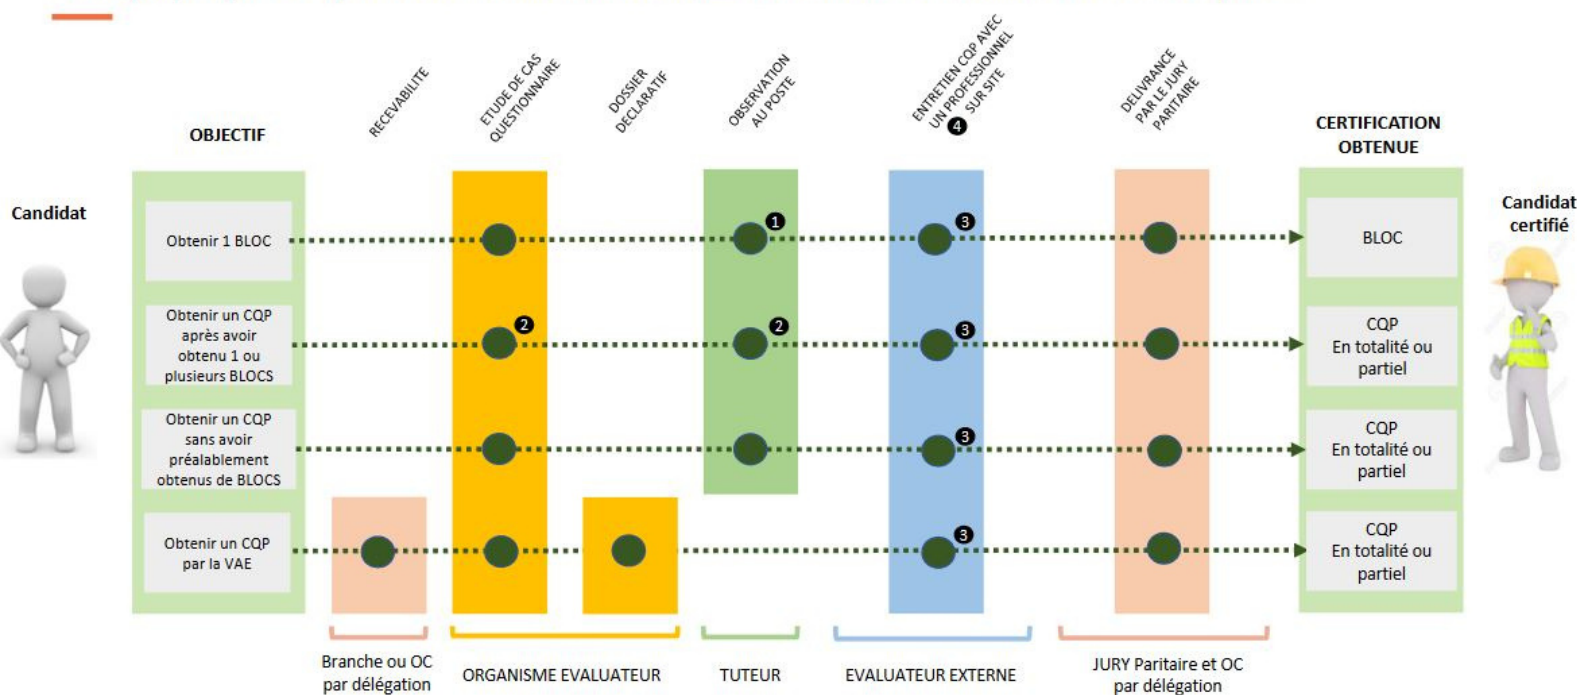 RECEVABILITE
ETUDE DE CAS
QUESTIONNAIRE
DOSSIER
DECLARATIF
OBSERVATION
AU POSTE
ENTRETIEN CQP AVEC
UN PROFESSIONNEL
SUR SITE
4
DELIVRANCE
PAR LE JURY
PARITAIRE
OBJECTIF
CERTIFICATION
OBTENUE
Candidat
Candidat
certifié
Obtenir 1 BLOC
1
3
BLOC
Obtenir un CQP
après avoir
obtenu 1 ou
plusieurs BLOCS
2
2
3
CQP
En totalité ou
partiel
Obtenir un CQP
sans avoir
préalablement
obtenus de BLOCS
3
CQP
En totalité ou
partiel
Obtenir un CQP
par la VAE
3
CQP
En totalité ou
partiel
Branche ou OC
par délégation
ORGANISME EVALUATEUR
TUTEUR
EVALUATEUR EXTERNE
JURY Paritaire et OC
par délégation